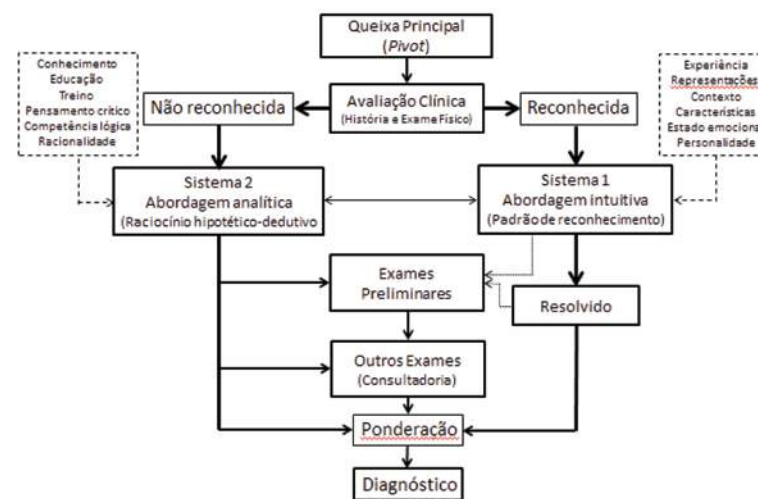 Queixa Principal
(Pivot)
Conhecimento
Educação
Treino
Pensamento crítico
Competência lógica
Racionalidade
Não reconhecida
Avaliação Clínica
(História e Exame Físico)
Reconhecida
Experiência
Representações
Contexto
Características
Estado emociona
Personalidade
Sistema 2
Abordagem analítica
(Raciocínio hipotético-dedutivo
Sistema 1
Abordagem intuitiva
(Padrão de reconhecimento)
Exames
Preliminares
Resolvido
Outros Exames
(Consultadoria)
Ponderação
Diagnóstico